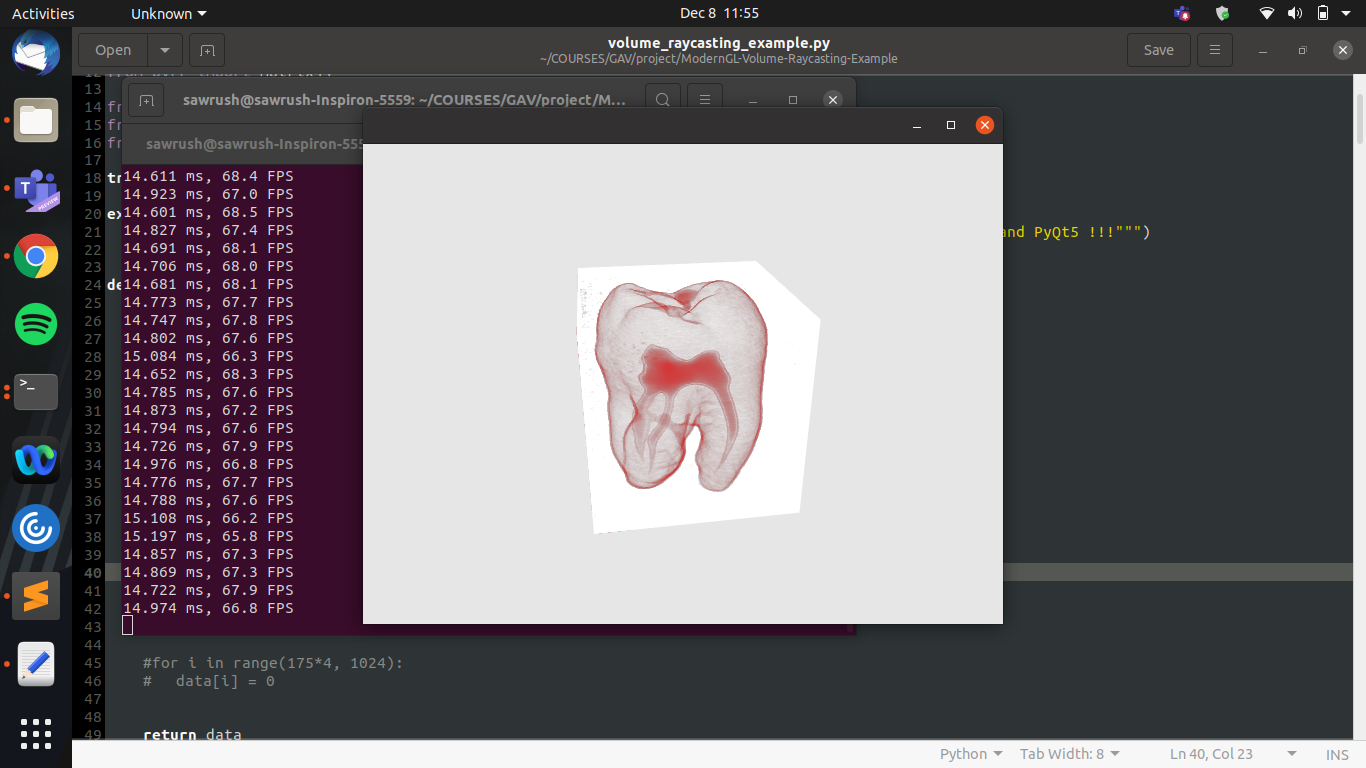 Activities
Unknown
Dec 8 11:55
Open
volume_raycasting_example.py
~/COURSES/GAV/project/ModernGL-Volume-Raycasting-Example
Save
13
14
15
16
17
18
19
20
21
22
23
24
25
26
27
28
29
30
31
32
33
34
35
36
37
38
39
40
41
42
43
44
45
46
47
48
49
sawrush@sawrush-Inspiron-5559: ~/COURSES/GAV/project/M...
sawrush@sawrush-Inspiron-555
and PyQt5 !!!""")
14.611 ms, 68.4 FPS
14.923 ms, 67.0 FPS
14.601 ms, 68.5 FPS
14.827 ms, 67.4 FPS
14.691 ms, 68.1 FPS
14.706 ms, 68.0 FPS
14.681 ms, 68.1 FPS
14.773 ms, 67.7 FPS
14.747 ms, 67.8 FPS
14.802 ms, 67.6 FPS
15.084 ms, 66.3 FPS
14.652 ms, 68.3 FPS
14.785 ms, 67.6 FPS
14.873 ms, 67.2 FPS
14.794 ms, 67.6 FPS
14.726 ms, 67.9 FPS
14.976 ms, 66.8 FPS
14.776 ms, 67.7 FPS
14.788 ms, 67.6 FPS
15.108 ms, 66.2 FPS
15.197 ms, 65.8 FPS
14.857 ms, 67.3 FPS
14.869 ms, 67.3 FPS
14.722 ms, 67.9 FPS
14.974 ms, 66.8 FPS
#for i in range(175*4, 1024):
#   data[i] = 0
return data
Python
Tab Width: 8
Ln 40, Col 23
INS